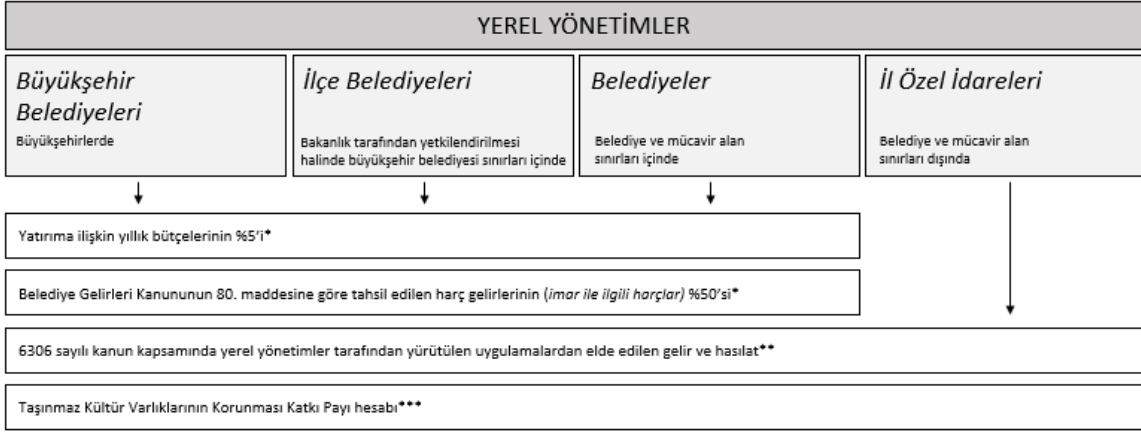 YEREL YÖNETİMLER
Büyükşehir
Belediyeleri
Büyükşehirlerde
İlçe Belediyeleri
Bakanlık tarafından yetkilendirilmesi
halinde büyükşehir belediyesi sınırları içinde
Belediyeler
Belediye ve mücavir alan
sınırları içinde
İl Özel İdareleri
Belediye ve mücavir alan
sınırları dışında
Yatırıma ilişkin yıllık bütçelerinin %5'i*
Belediye Gelirleri Kanununun 80. maddesine göre tahsil edilen harç gelirlerinin (imar ile ilgili harçlar) %50'si*
6306 sayılı kanun kapsamında yerel yönetimler tarafından yürütülen uygulamalardan elde edilen gelir ve hasılat**
Taşınmaz Kültür Varlıklarının Korunması Katkı Payı hesabı***